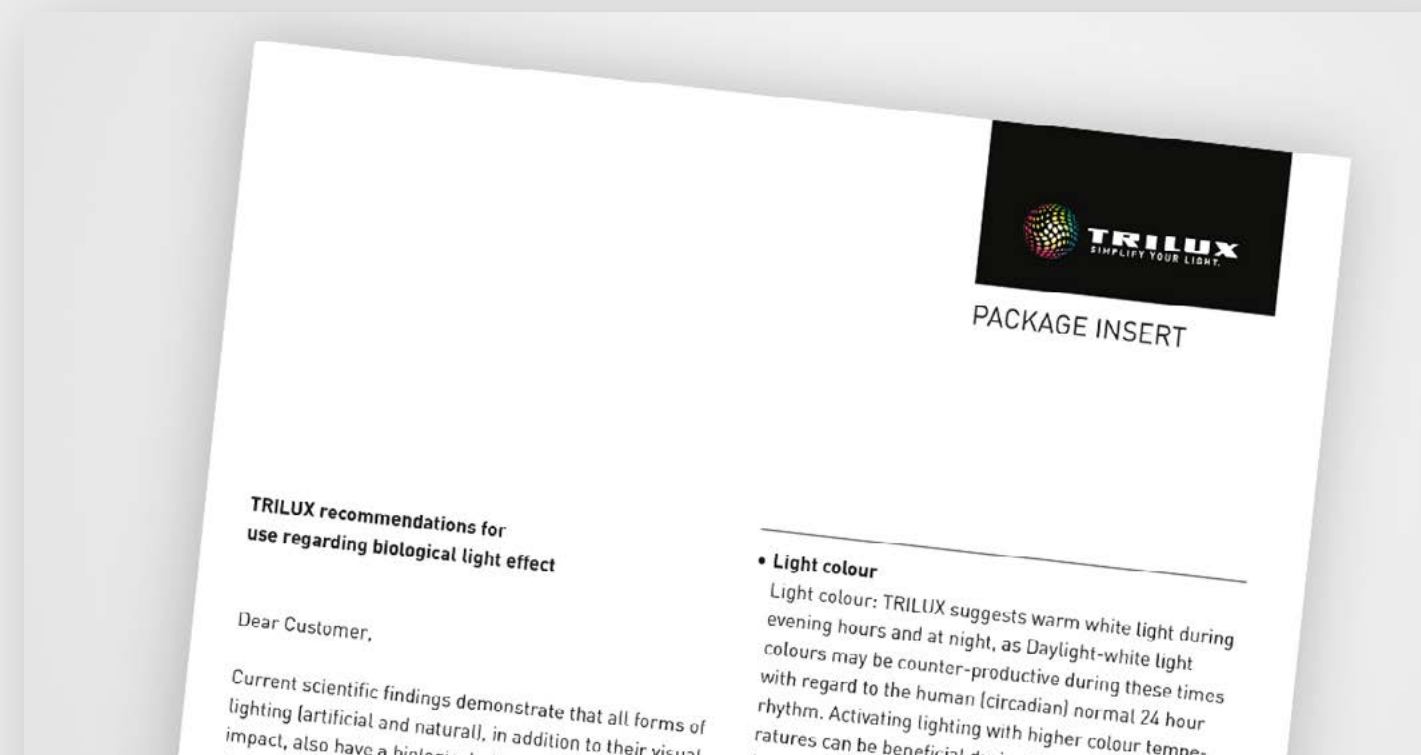 TRILUX
SIMPLIFY YOUR LIGHT.
PACKAGE INSERT
TRILUX recommendations for
use regarding biological light effect
Dear Customer,
Current scientific findings demonstrate that all forms of
lighting (artificial and natural), in addition to their visual
impact, also have a
• Light colour
Light colour: TRILUX suggests warm white light during
evening hours and at night, as Daylight-white light
colours may be counter-productive during these times
with regard to the human (circadian) normal 24 hour
rhythm. Activating lighting with higher colour tempe-
ratures can be beneficial